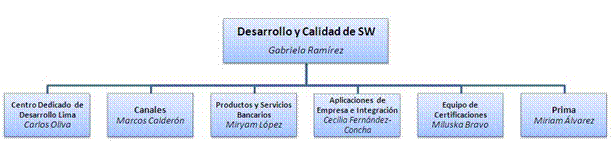 Desarrollo y Calidad de SW
Gabriela Ramírez
Centro Dedicado de
Desarrollo Lima
Carlos Oliva
Canales
Marcos Calderón
Productos y Servicios
Bancarios
Miryam López
Aplicaciones de
Empresa e Integración
Cecilia Fernández-
Concha
Equipo de
Certificaciones
Miluska Bravo
Prima
Miriam Álvarez